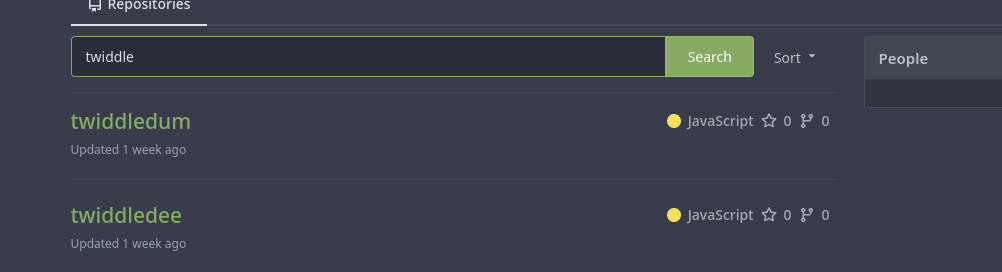 Repositories
twiddle
Search
Sort
People
twiddledum
JavaScript 0 0
Updated 1 week ago
twiddledee
JavaScript 0 0
Updated 1 week ago